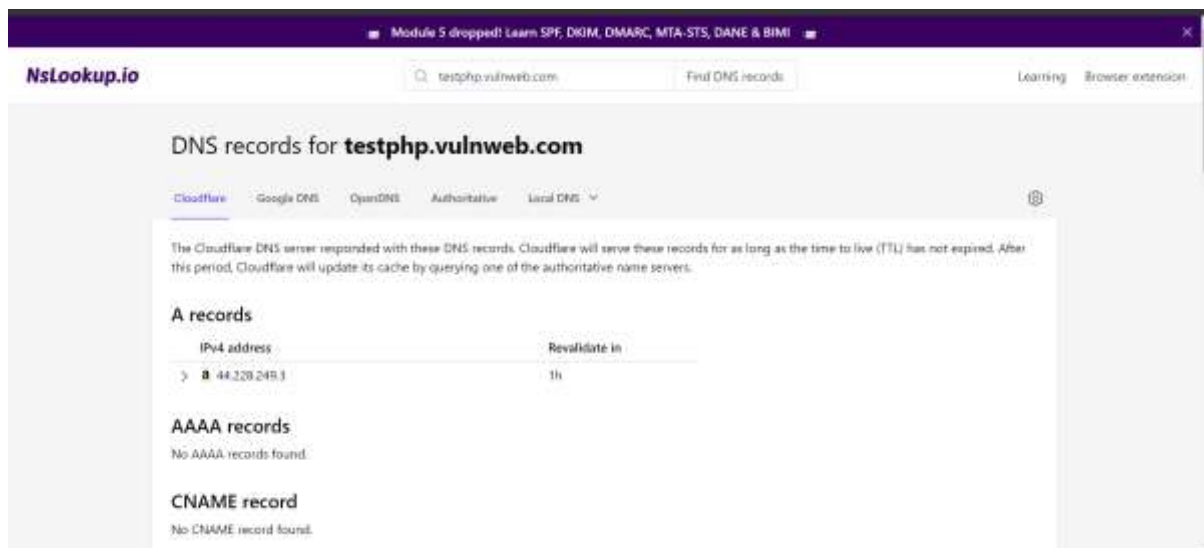 Module 5 dropped! Learn SPF, DKIM, DMARC, MTA-STS, DANE & BIMI
NsLookup.io
testphp.vulnweb.com
Find DNS records
Learning
Browser extension
DNS records for testphp.vulnweb.com
Cloudflare
Google DNS
OpenDNS
Authoritative
Local DNS
The Cloudflare DNS server responded with these DNS records. Cloudflare will serve these records for as long as the time to live (TTL) has not expired. After
this period, Cloudflare will update its cache by querying one of the authoritative name servers.
A records
IPv4 address
Revalidate in
44.228.249.3
1h
AAAA records
No AAAA records found.
CNAME record
No CNAME record found.